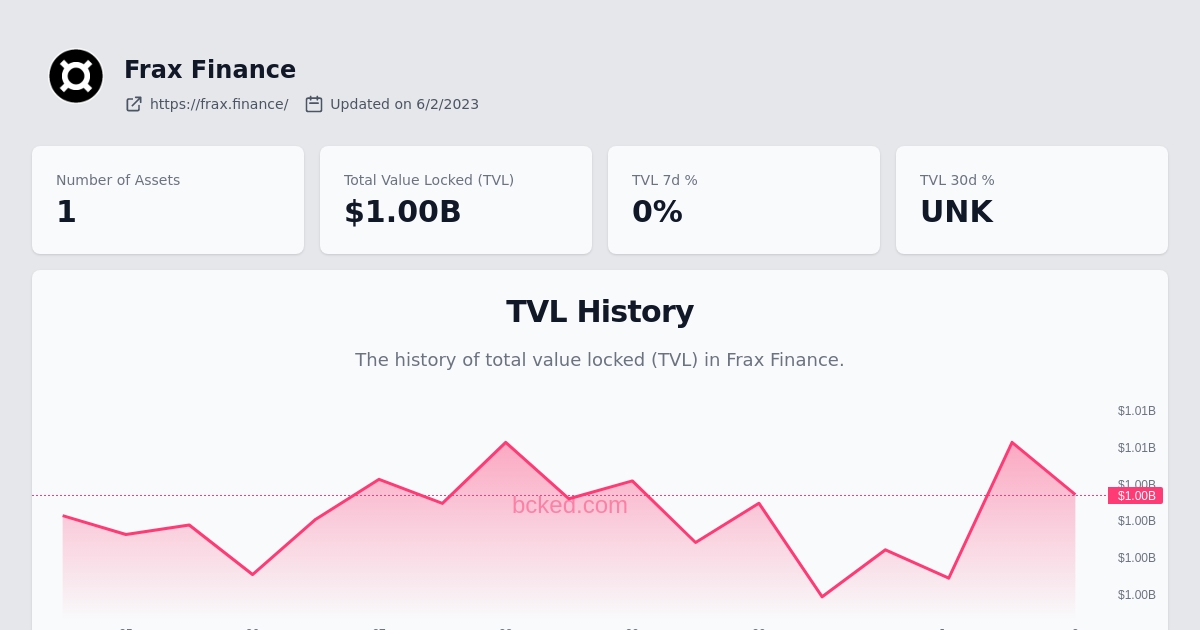 Frax Finance
https://frax.finance/ Updated on 6/2/2023
Number of Assets
1
Total Value Locked (TVL)
$1.00B
TVL 7d %
0%
TVL 30d %
UNK
TVL History
The history of total value locked (TVL) in Frax Finance.
$1.01B
$1.01B
$1.00B
$1.00B
bcked.com
$1.00B
$1.00B
$1.00B